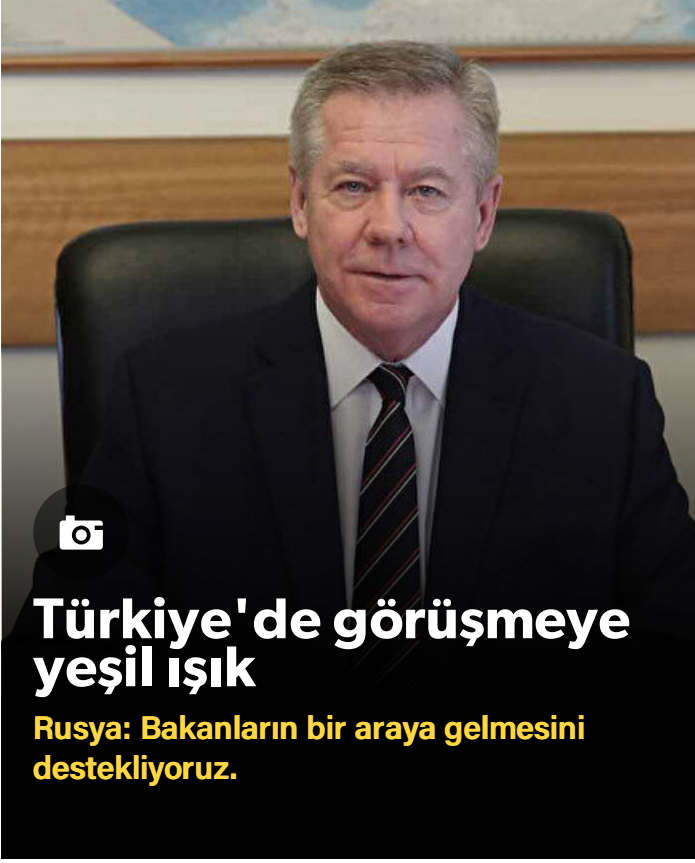 Türkiye'de görüşmeye
yeşil ışık
Rusya: Bakanların bir araya gelmesini
destekliyoruz.